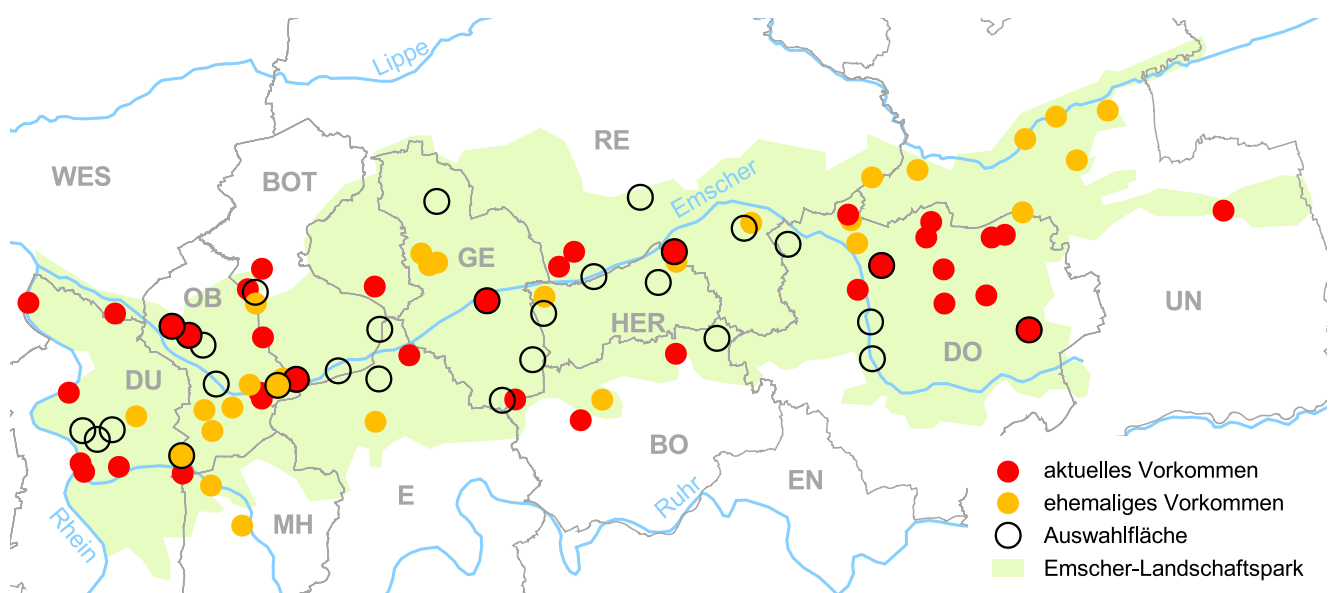 Lippe
RE
WES
BOT
Emscher
GE
OB
UN
HER
DO
DU
BO
EN
E
Ruhr
MH
Rhein
aktuelles Vorkommen
ehemaliges Vorkommen
Auswahlfläche
Emscher-Landschaftspark